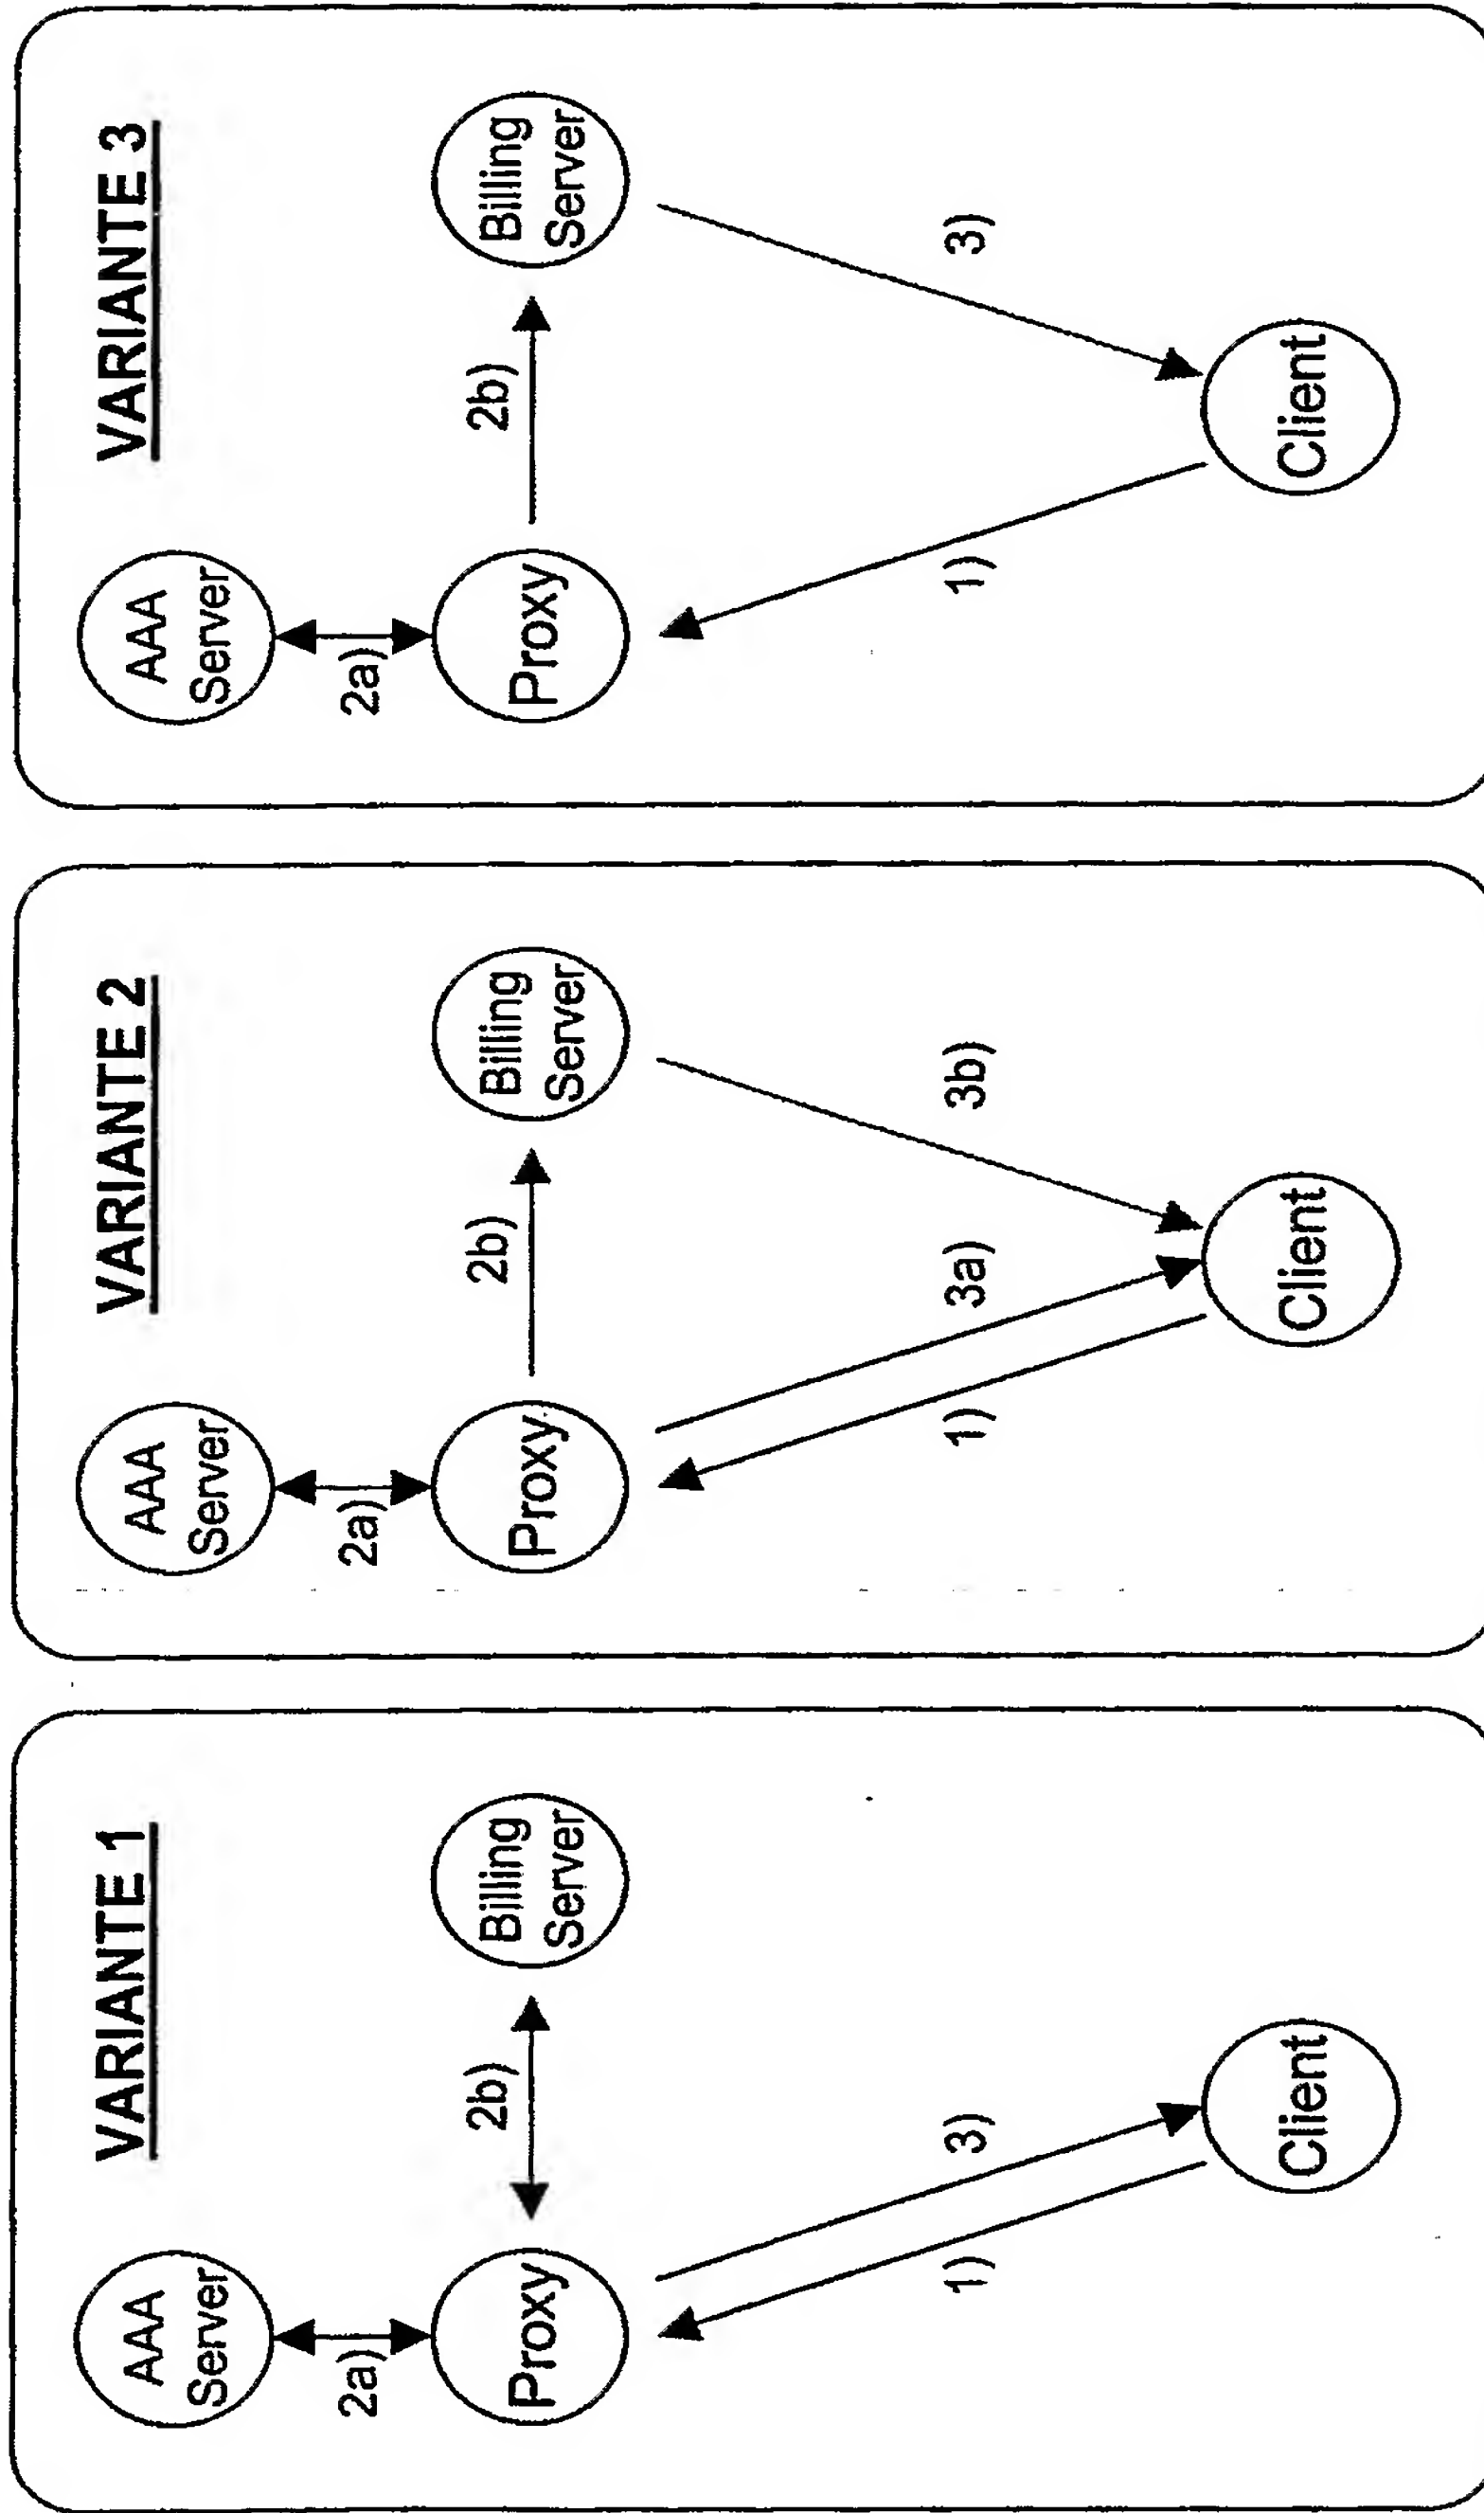 VARIANTE 1
AAA
Server
2a)
Proxy
2b)
Billing
Server
1)
3)
Client
VARIANTE 2
AAA
Server
2a)
Proxy
2b)
Billing
Server
1)
3a)
3b)
Client
VARIANTE 3
AAA
Server
2a)
Proxy
2b)
Billing
Server
1)
3)
Client